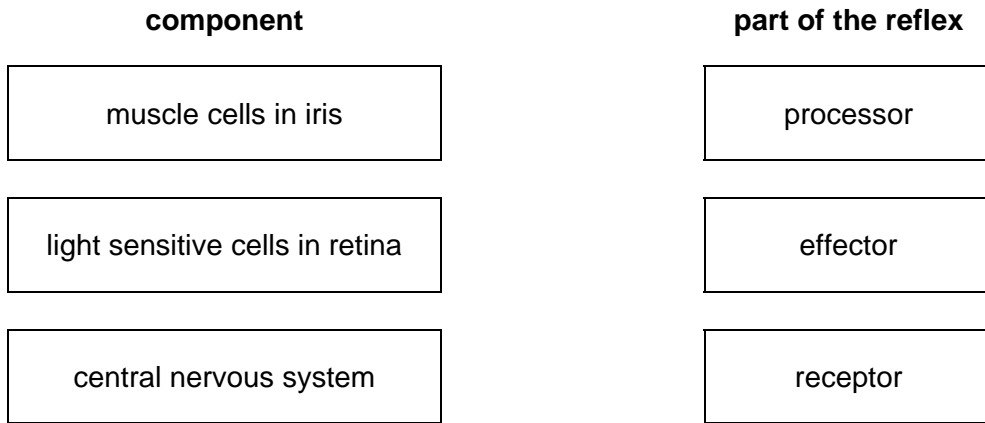 component
part of the reflex
muscle cells in iris
processor
light sensitive cells in retina
effector
central nervous system
receptor